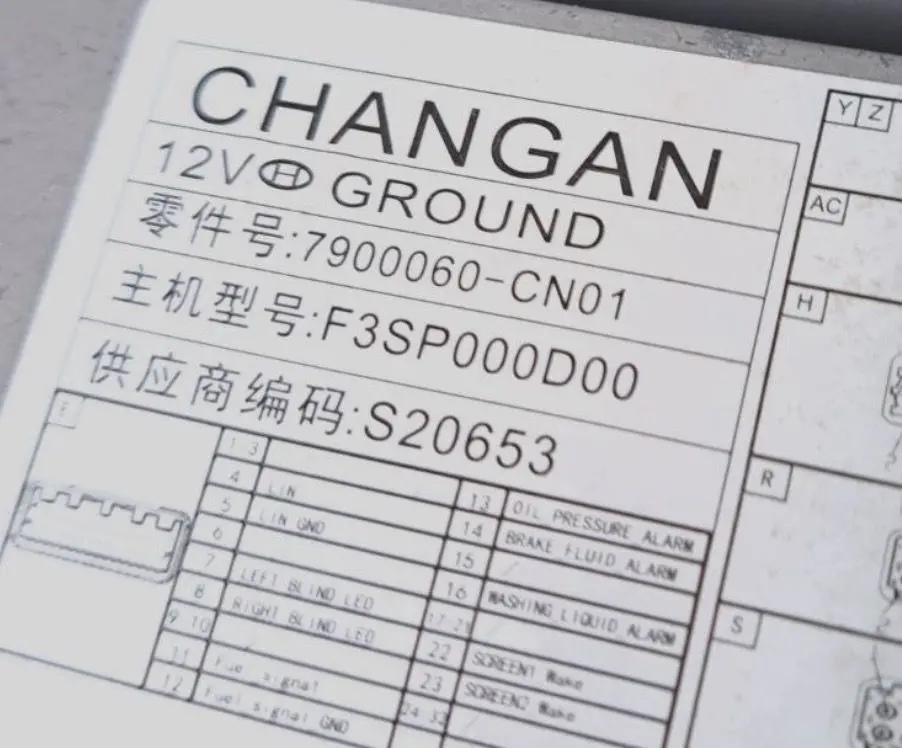 CHANGAN
12V GROUND
零件号:7900060-CN01
主机型号:F3SP000D00
供应商编码:S20653
F
1 3
4 LIN
5 LIN GND
6
7 LEFT BLIND LED
8 RIGHT BLIND LED
9 10
11 Fue signal
12 Fuel signal GND
13 OIL PRESSURE ALARM
14 BRAKE FLUID ALARM
15
16 WASHING LIQUID ALARM
17 21
22 SCREEN1 Wake
23 SCREEN2 Wake
24 32
Y Z
AC
H
R
S